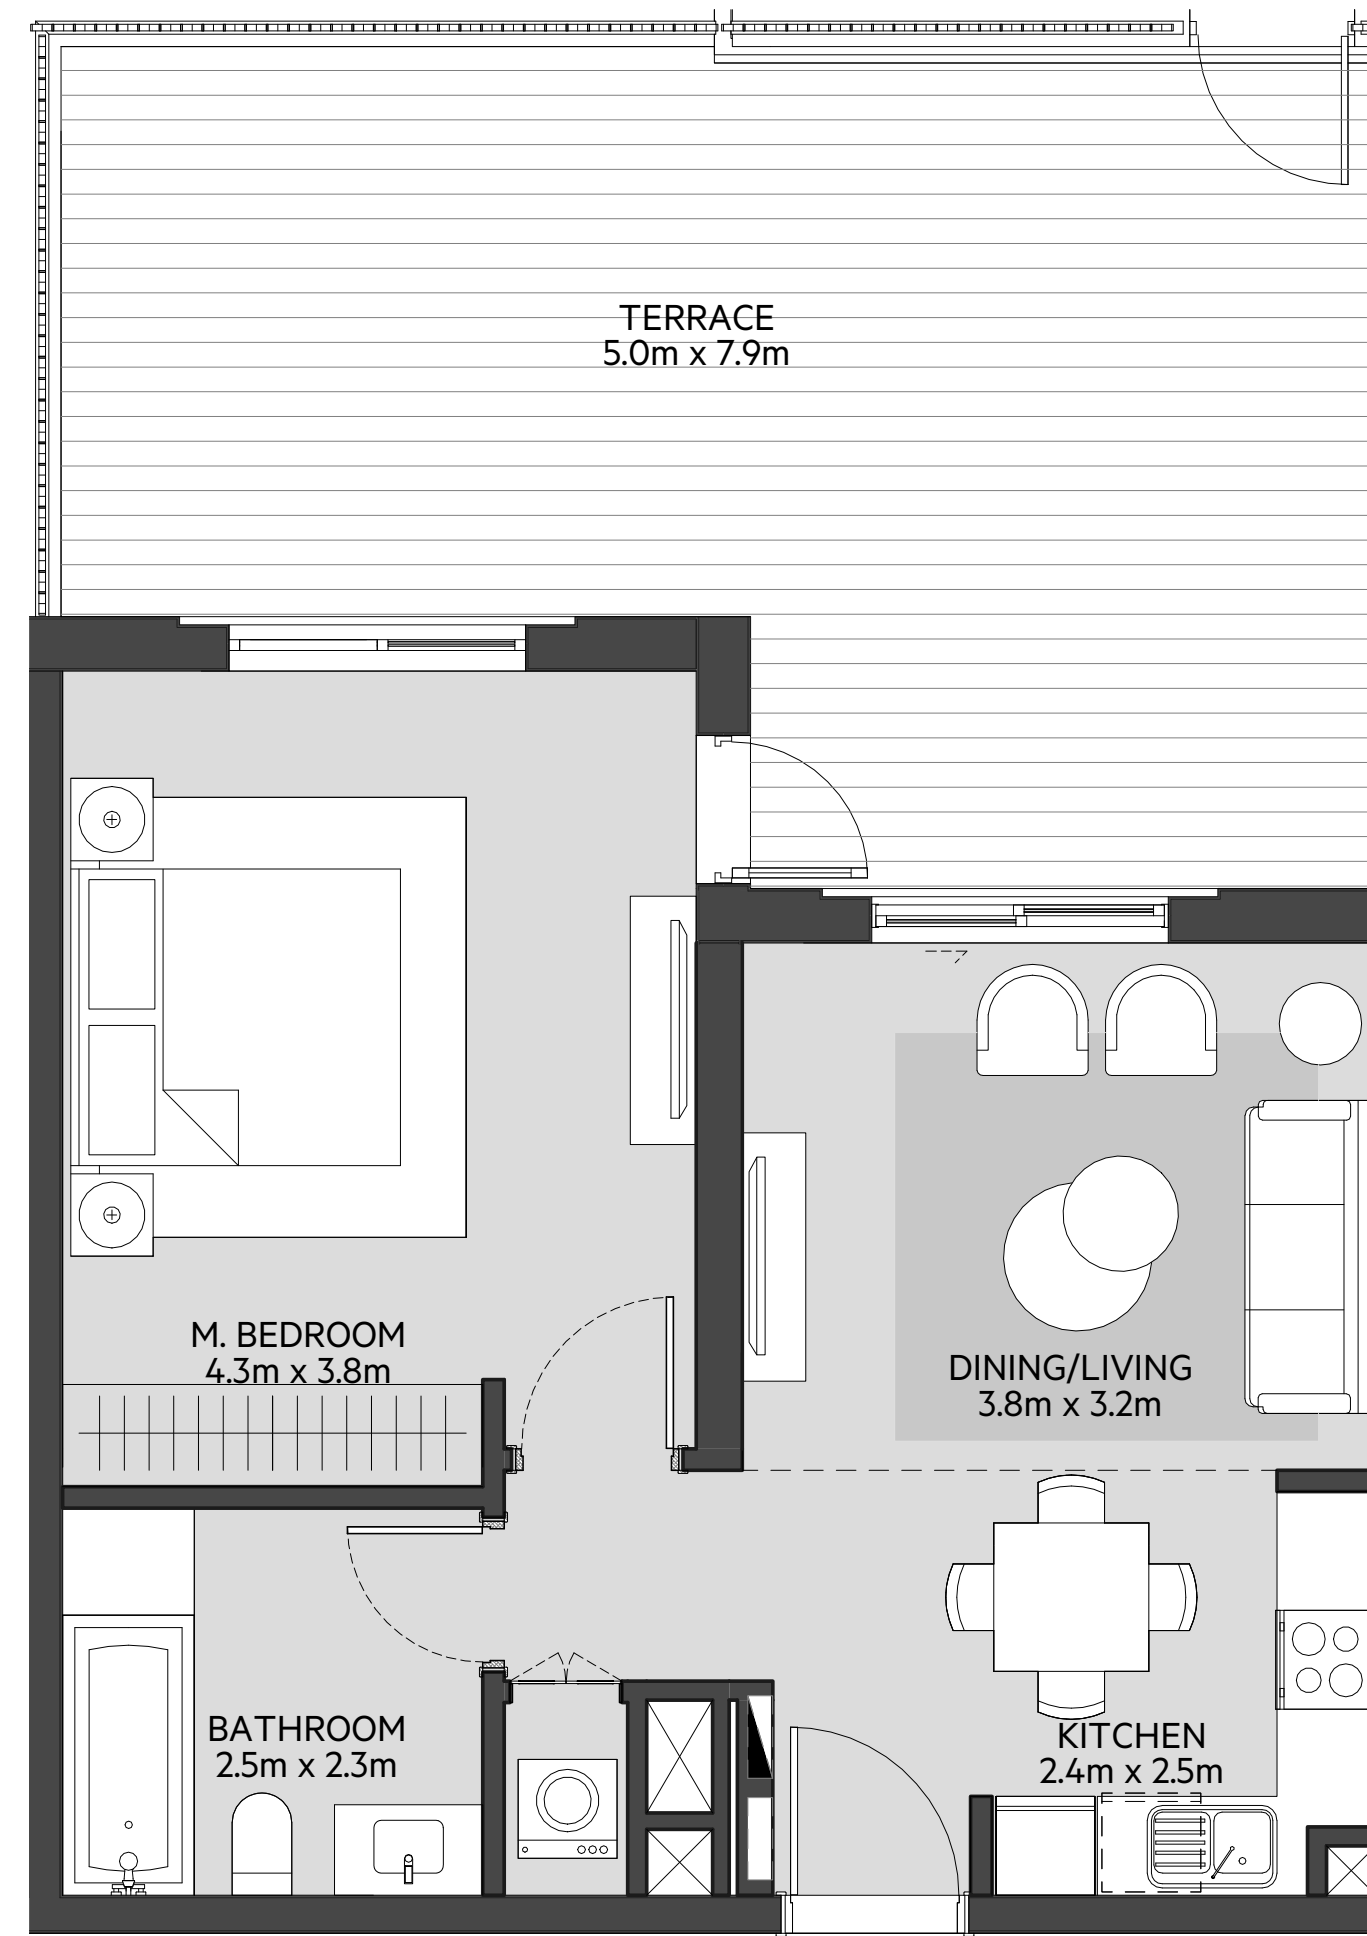 TERRACE
5.0m x 7.9m
M. BEDROOM
4.3m x 3.8m
DINING/LIVING
3.8m x 3.2m
BATHROOM
2.5m x 2.3m
KITCHEN
2.4m x 2.5m